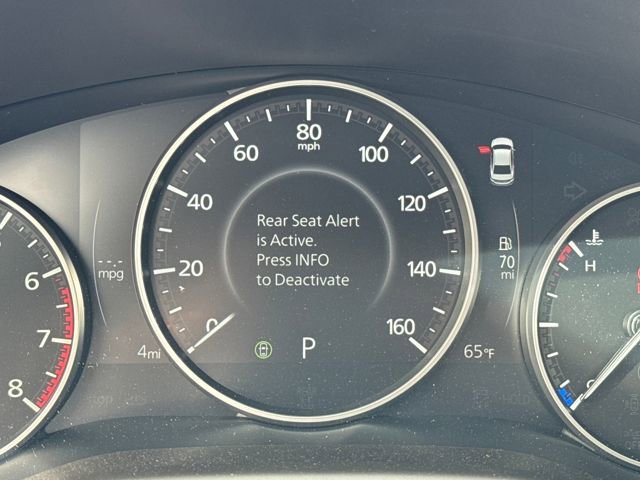 80
mph
60
100
40
120
Rear Seat Alert
is Active.
Press INFO
to Deactivate
20
140
0
160
P
--.-
mpg
4mi
70
mi
65°F
6
7
8
H